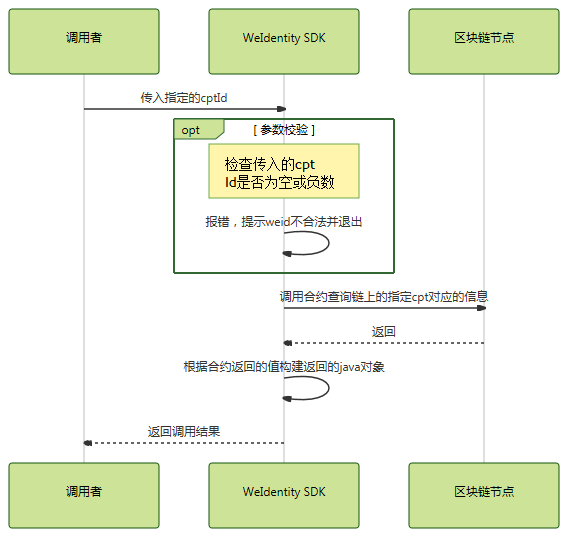 调用者
WeIdentity SDK
区块链节点
传入指定的cptId
opt
[ 参数校验 ]
检查传入的cpt
Id是否为空或负数
报错，提示weid不合法并退出
调用合约查询链上的指定cpt对应的信息
返回
根据合约返回的值构建返回的java对象
返回调用结果
调用者
WeIdentity SDK
区块链节点